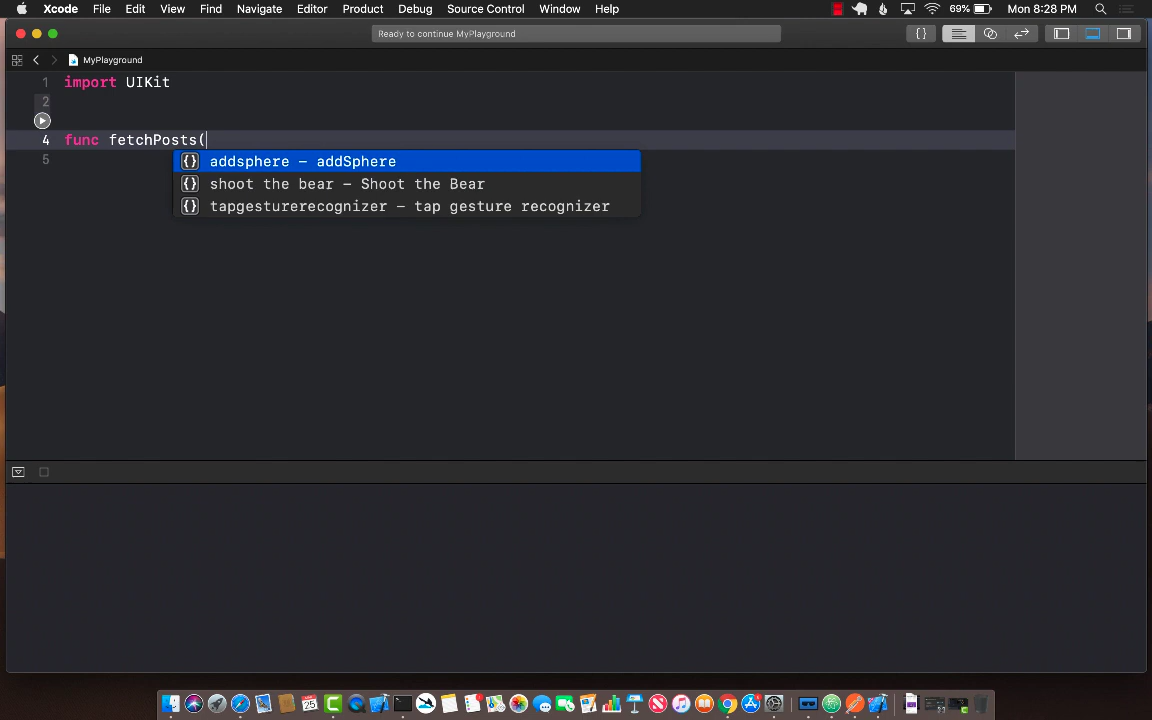 Xcode File Edit View Find Navigate Editor Product Debug Source Control Window Help 69% Mon 8:28 PM
Ready to continue MyPlayground
{ }
MyPlayground
1 import UIKit
2
4 func fetchPosts(
{} addsphere — addSphere
5
{} shoot the bear — Shoot the Bear
{} tapgesturerecognizer — tap gesture recognizer
25